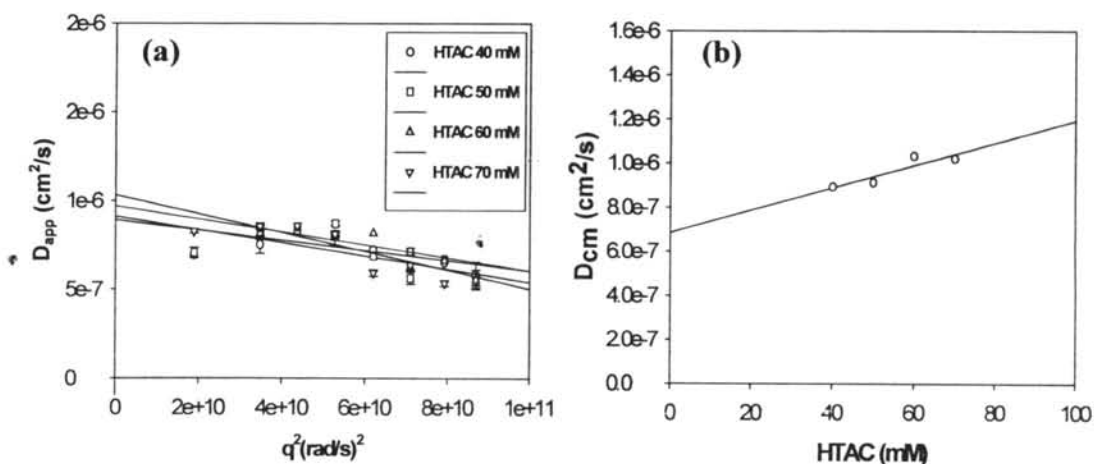 (a)
HTAC 40 mM
HTAC 50 mM
HTAC 60 mM
HTAC 70 mM
2e-6
2e-6
1e-6
5e-7
0
D_app (cm²/s)
0 2e+10 4e+10 6e+10 8e+10 1e+11
q²(rad/s)²
(b)
1.6e-6
1.4e-6
1.2e-6
1.0e-6
8.0e-7
6.0e-7
4.0e-7
2.0e-7
0.0
Dcm (cm²/s)
0 20 40 60 80 100
HTAC (mM)